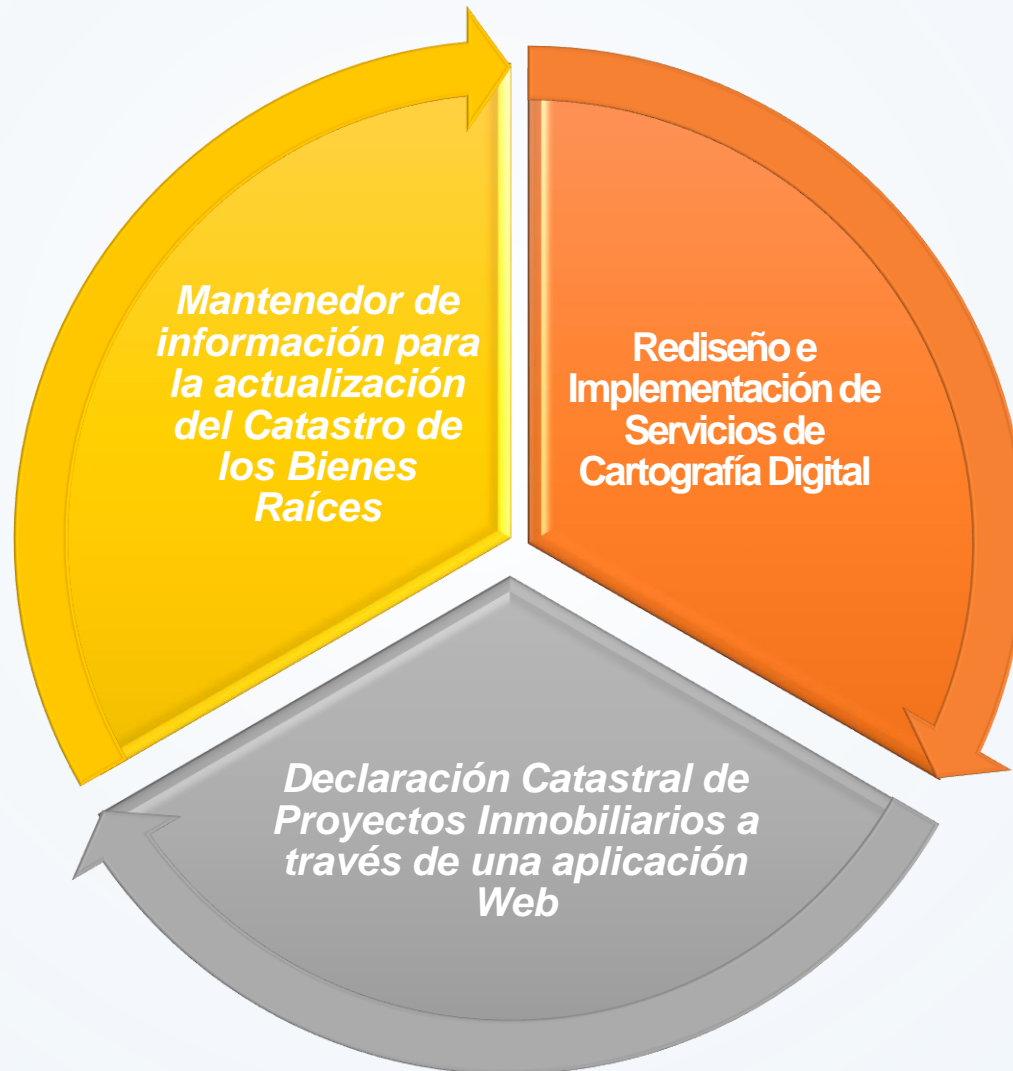 Mantenedor de
información para
la actualización
del Catastro de
los Bienes
Raíces
Rediseño e
Implementación de
Servicios de
Cartografía Digital
Declaración Catastral de
Proyectos Inmobiliarios a
través de una aplicación
Web